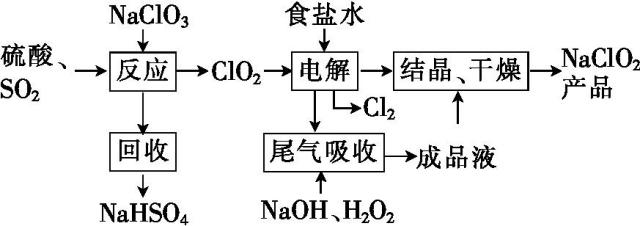 NaClO₃
食盐水
硫酸、
SO₂
反应
ClO₂
电解
结晶、干燥
NaClO₂
产品
Cl₂
回收
尾气吸收
成品液
NaHSO₄
NaOH、H₂O₂